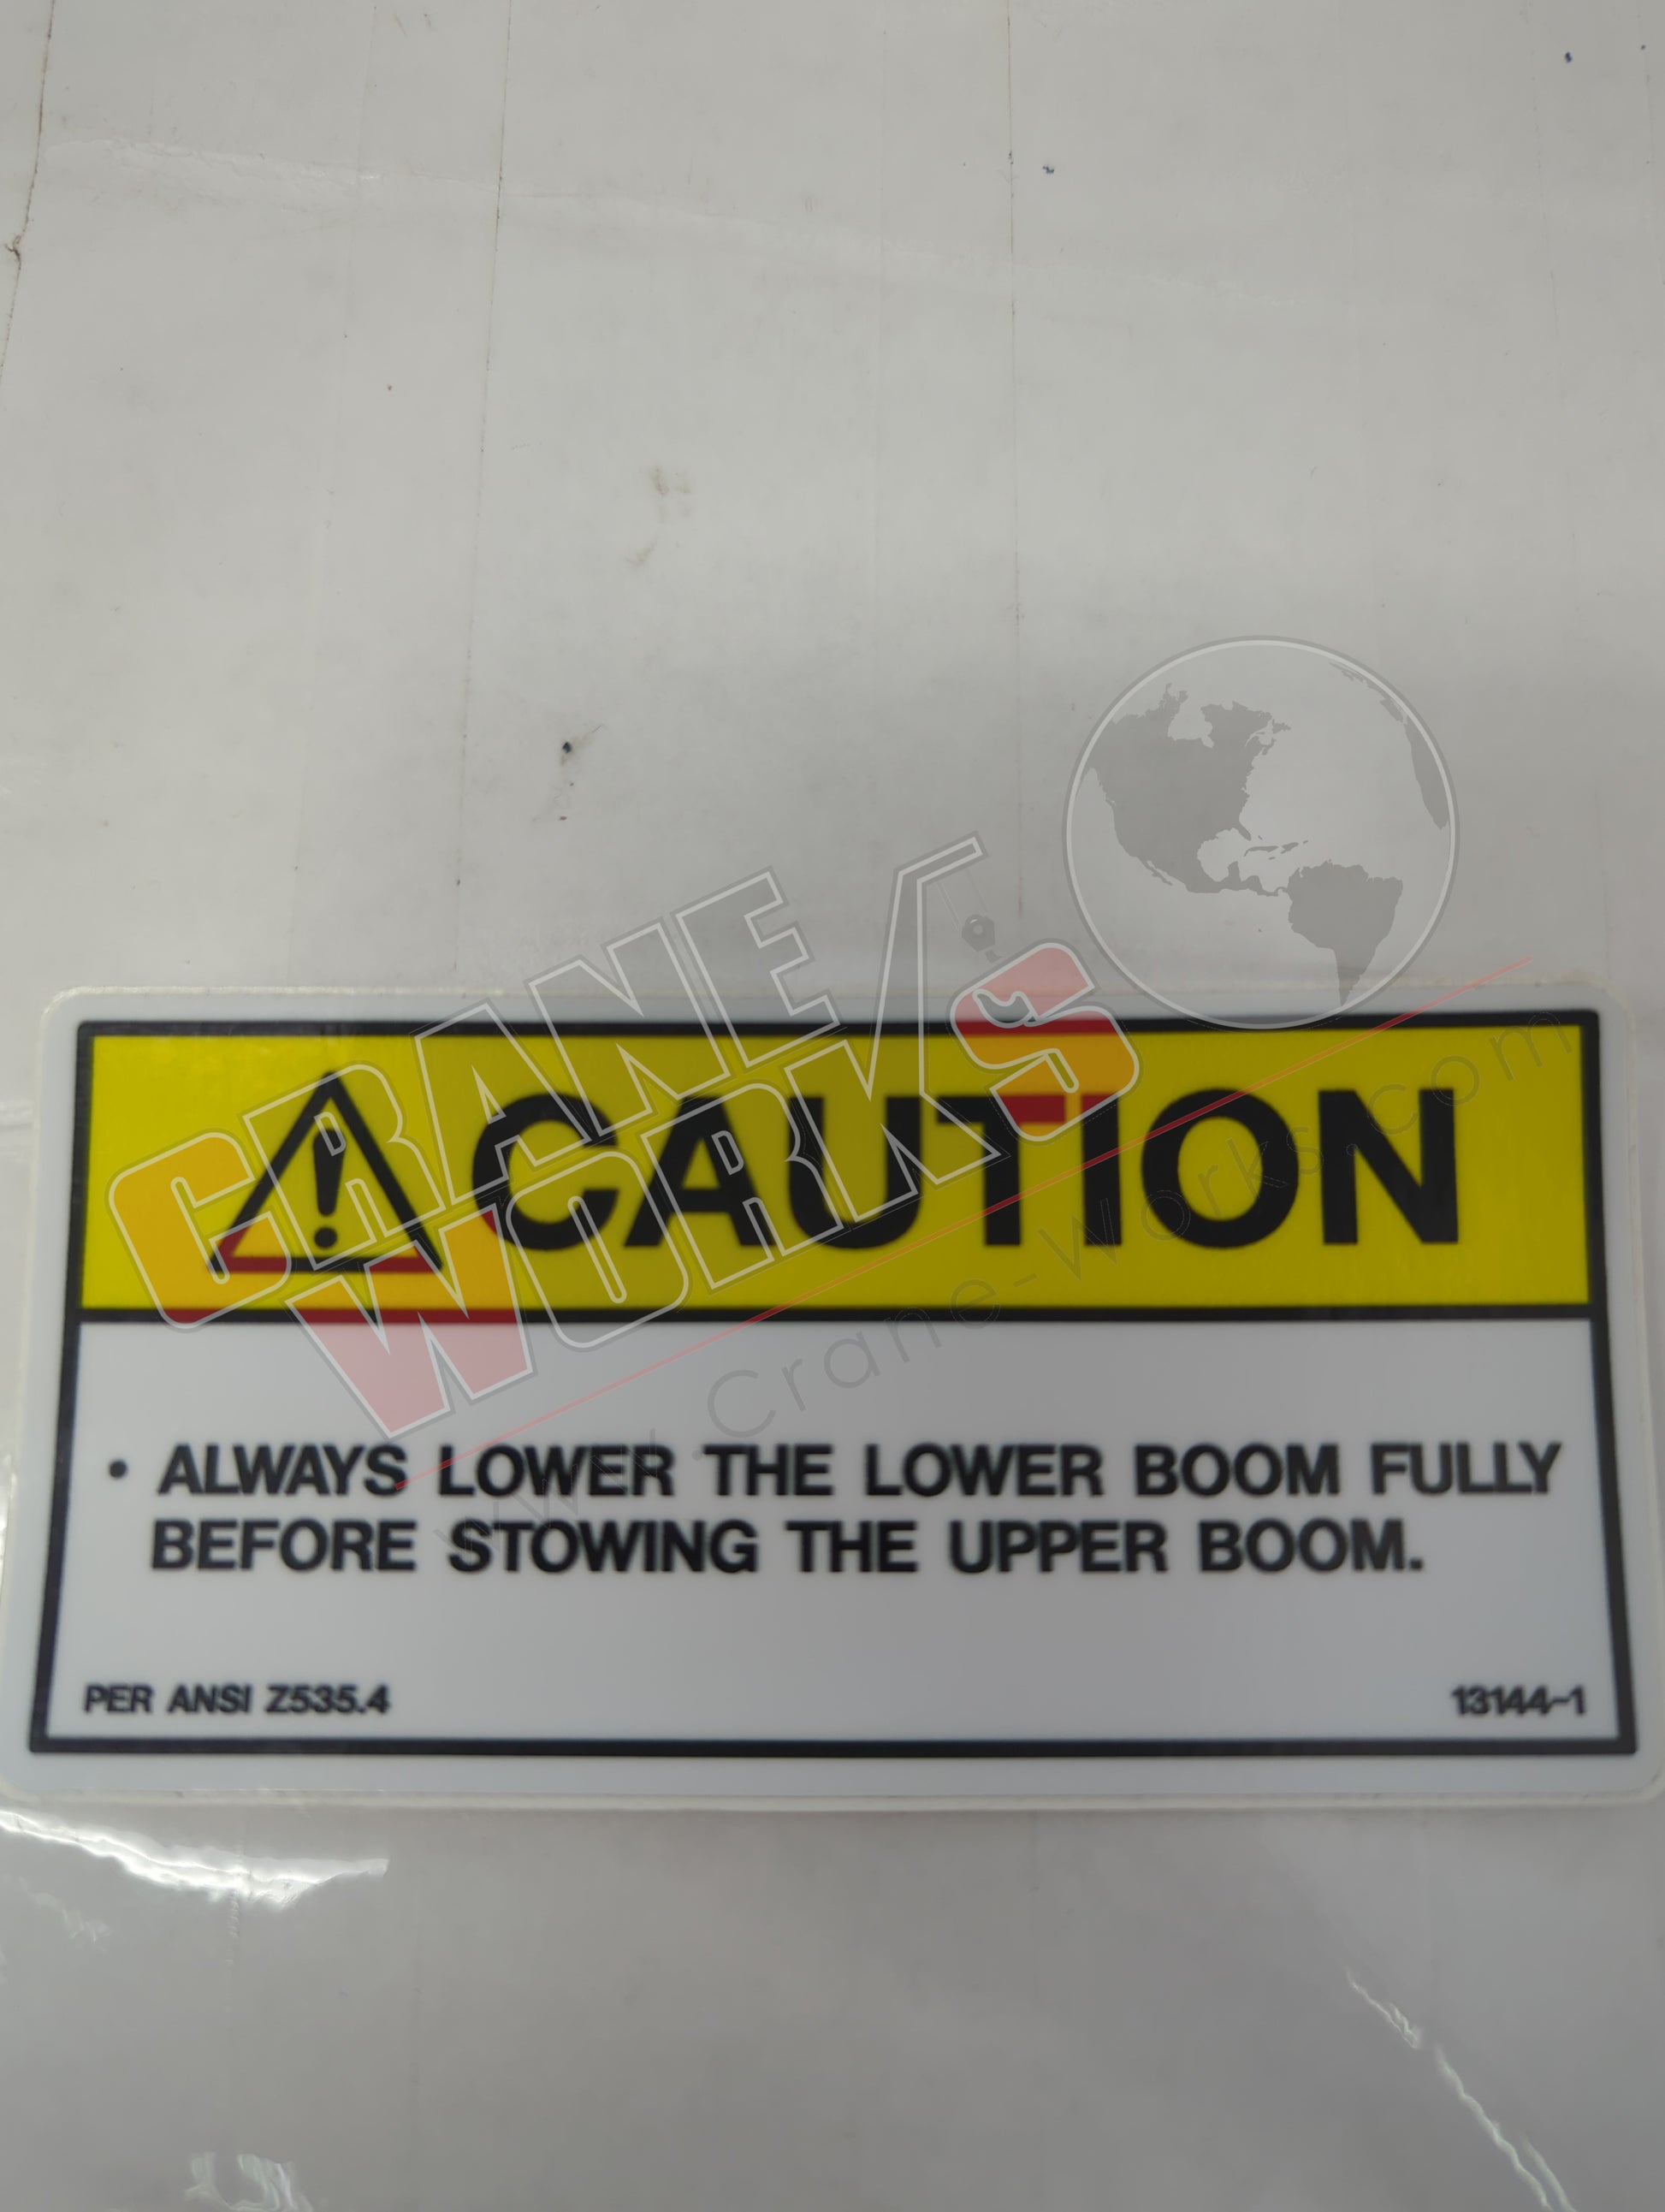 CRANE
WORKS
www.Crane-Works.com
CAUTION
• ALWAYS LOWER THE LOWER BOOM FULLY
BEFORE STOWING THE UPPER BOOM.
PER ANSI Z535.4
13144-1